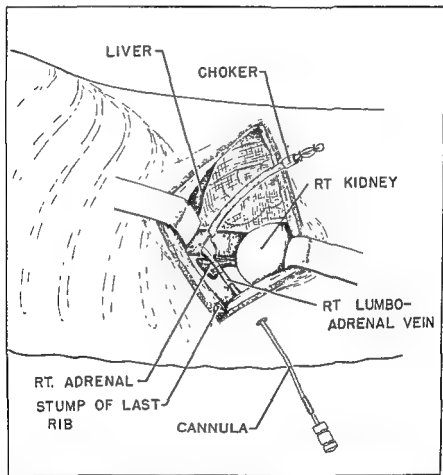 LIVER
CHOKER
RT KIDNEY
RT LUMBO-
ADRENAL VEIN
RT. ADRENAL
STUMP OF LAST
RIB
CANNULA